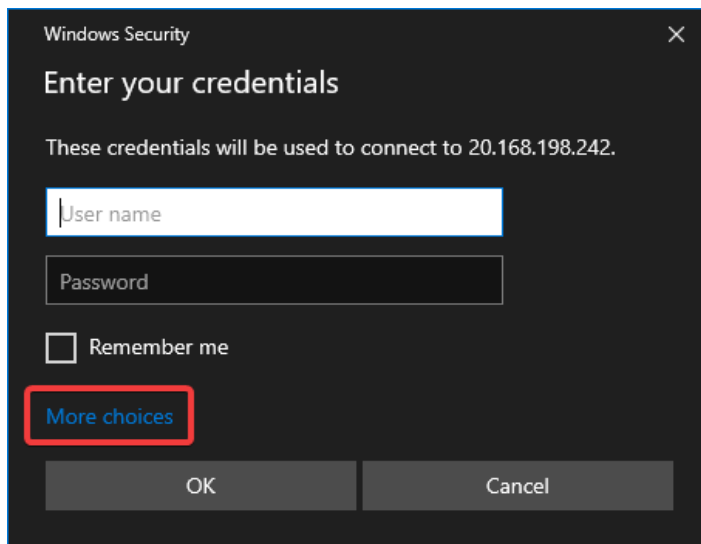 Windows Security
Enter your credentials
These credentials will be used to connect to 20.168.198.242.
User name
Password
Remember me
More choices
OK
Cancel